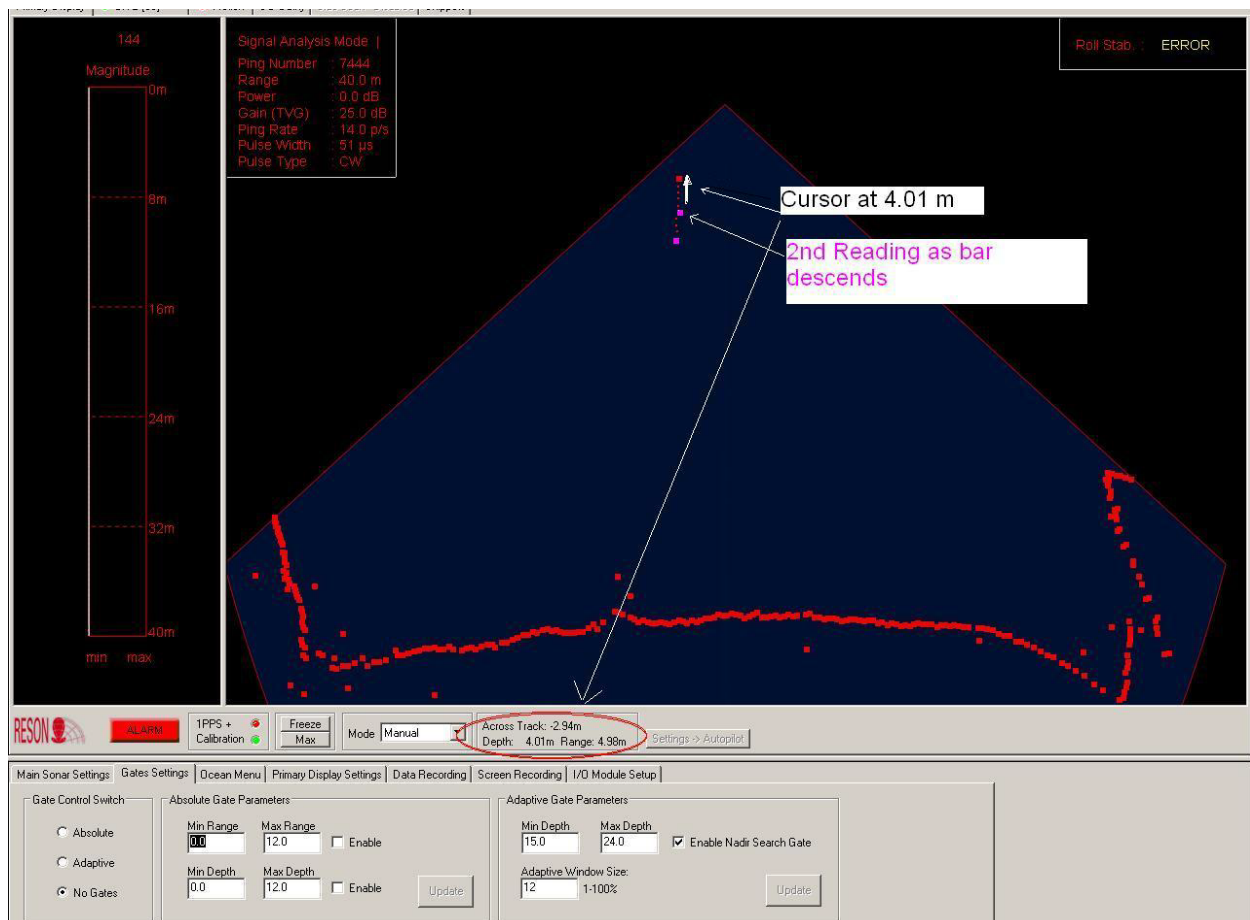 144
Magnitude
0m
8m
16m
24m
32m
40m
min max
Signal Analysis Mode |
Ping Number : 7444
Range : 40.0 m
Power : 0.0 dB
Gain (TVG) : 25.0 dB
Ping Rate : 14.0 p/s
Pulse Width : 51 µs
Pulse Type : CW
Roll Stab. : ERROR
Cursor at 4.01 m
2nd Reading as bar
descends
RESON
ALARM
1PPS +
Calibration
Freeze
Max
Mode Manual
Across Track: -2.94m
Depth: 4.01m Range: 4.98m
Settings -> Autopilot
Main Sonar Settings Gates Settings Ocean Menu Primary Display Settings Data Recording Screen Recording I/O Module Setup
Gate Control Switch
Absolute
Adaptive
No Gates
Absolute Gate Parameters
Min Range Max Range
0.0 12.0 Enable
Min Depth Max Depth
0.0 12.0 Enable
Update
Adaptive Gate Parameters
Min Depth Max Depth
15.0 24.0 Enable Nadir Search Gate
Adaptive Window Size:
12 1-100%
Update